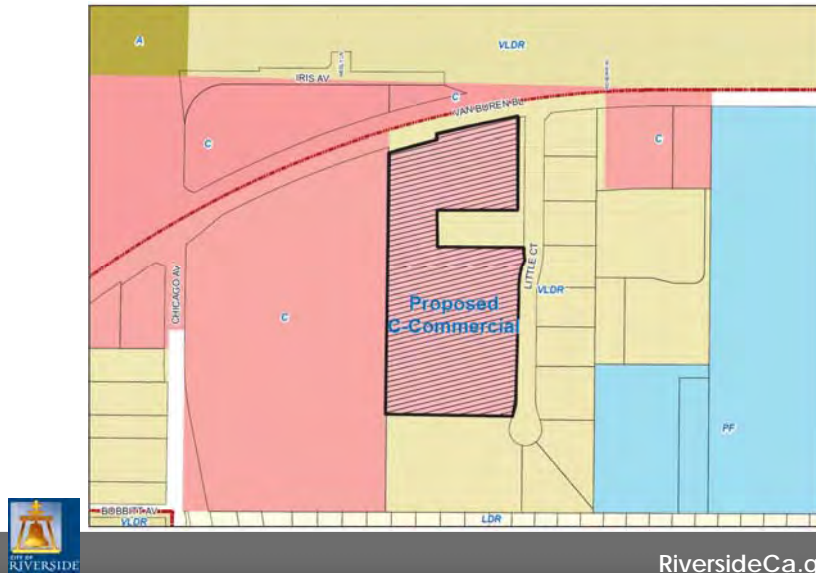 A
VLDR
IRIS AV
C
VAN BUREN BL
C
C
CHICAGO AV
C
Proposed
C-Commercial
LITTLE CT
VLDR
PF
BOBBITT AV
VLDR
LDR
CITY OF
RIVERSIDE
RiversideCa.g